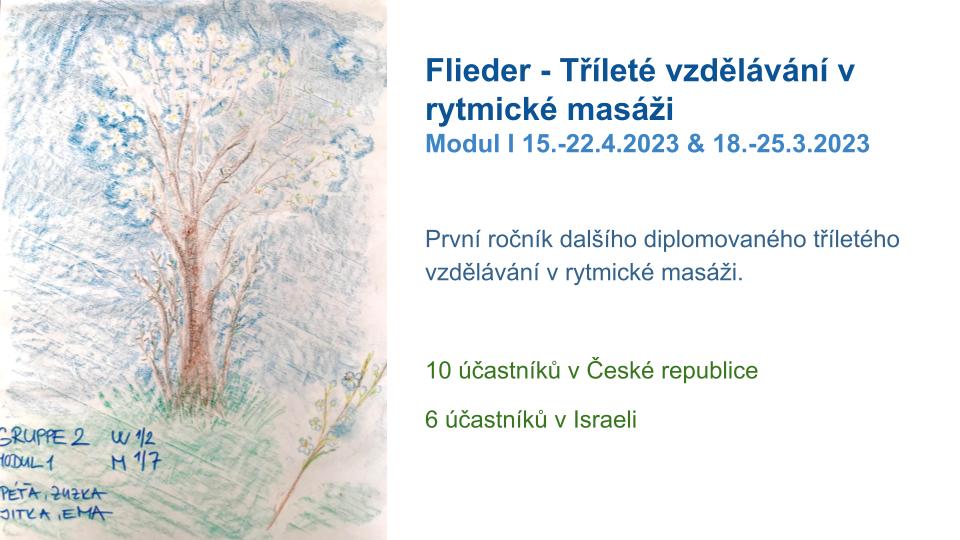 Flieder - Tříleté vzdělávání v
rytmické masáži
Modul I 15.-22.4.2023 & 18.-25.3.2023
První ročník dalšího diplomovaného tříletého
vzdělávání v rytmické masáži.
10 účastníků v České republice
6 účastníků v Israeli
GRUPPE 2 W 1/2
MODUL 1 M 1/7
PÉŤA, ZUZKA
JITKA, EMA